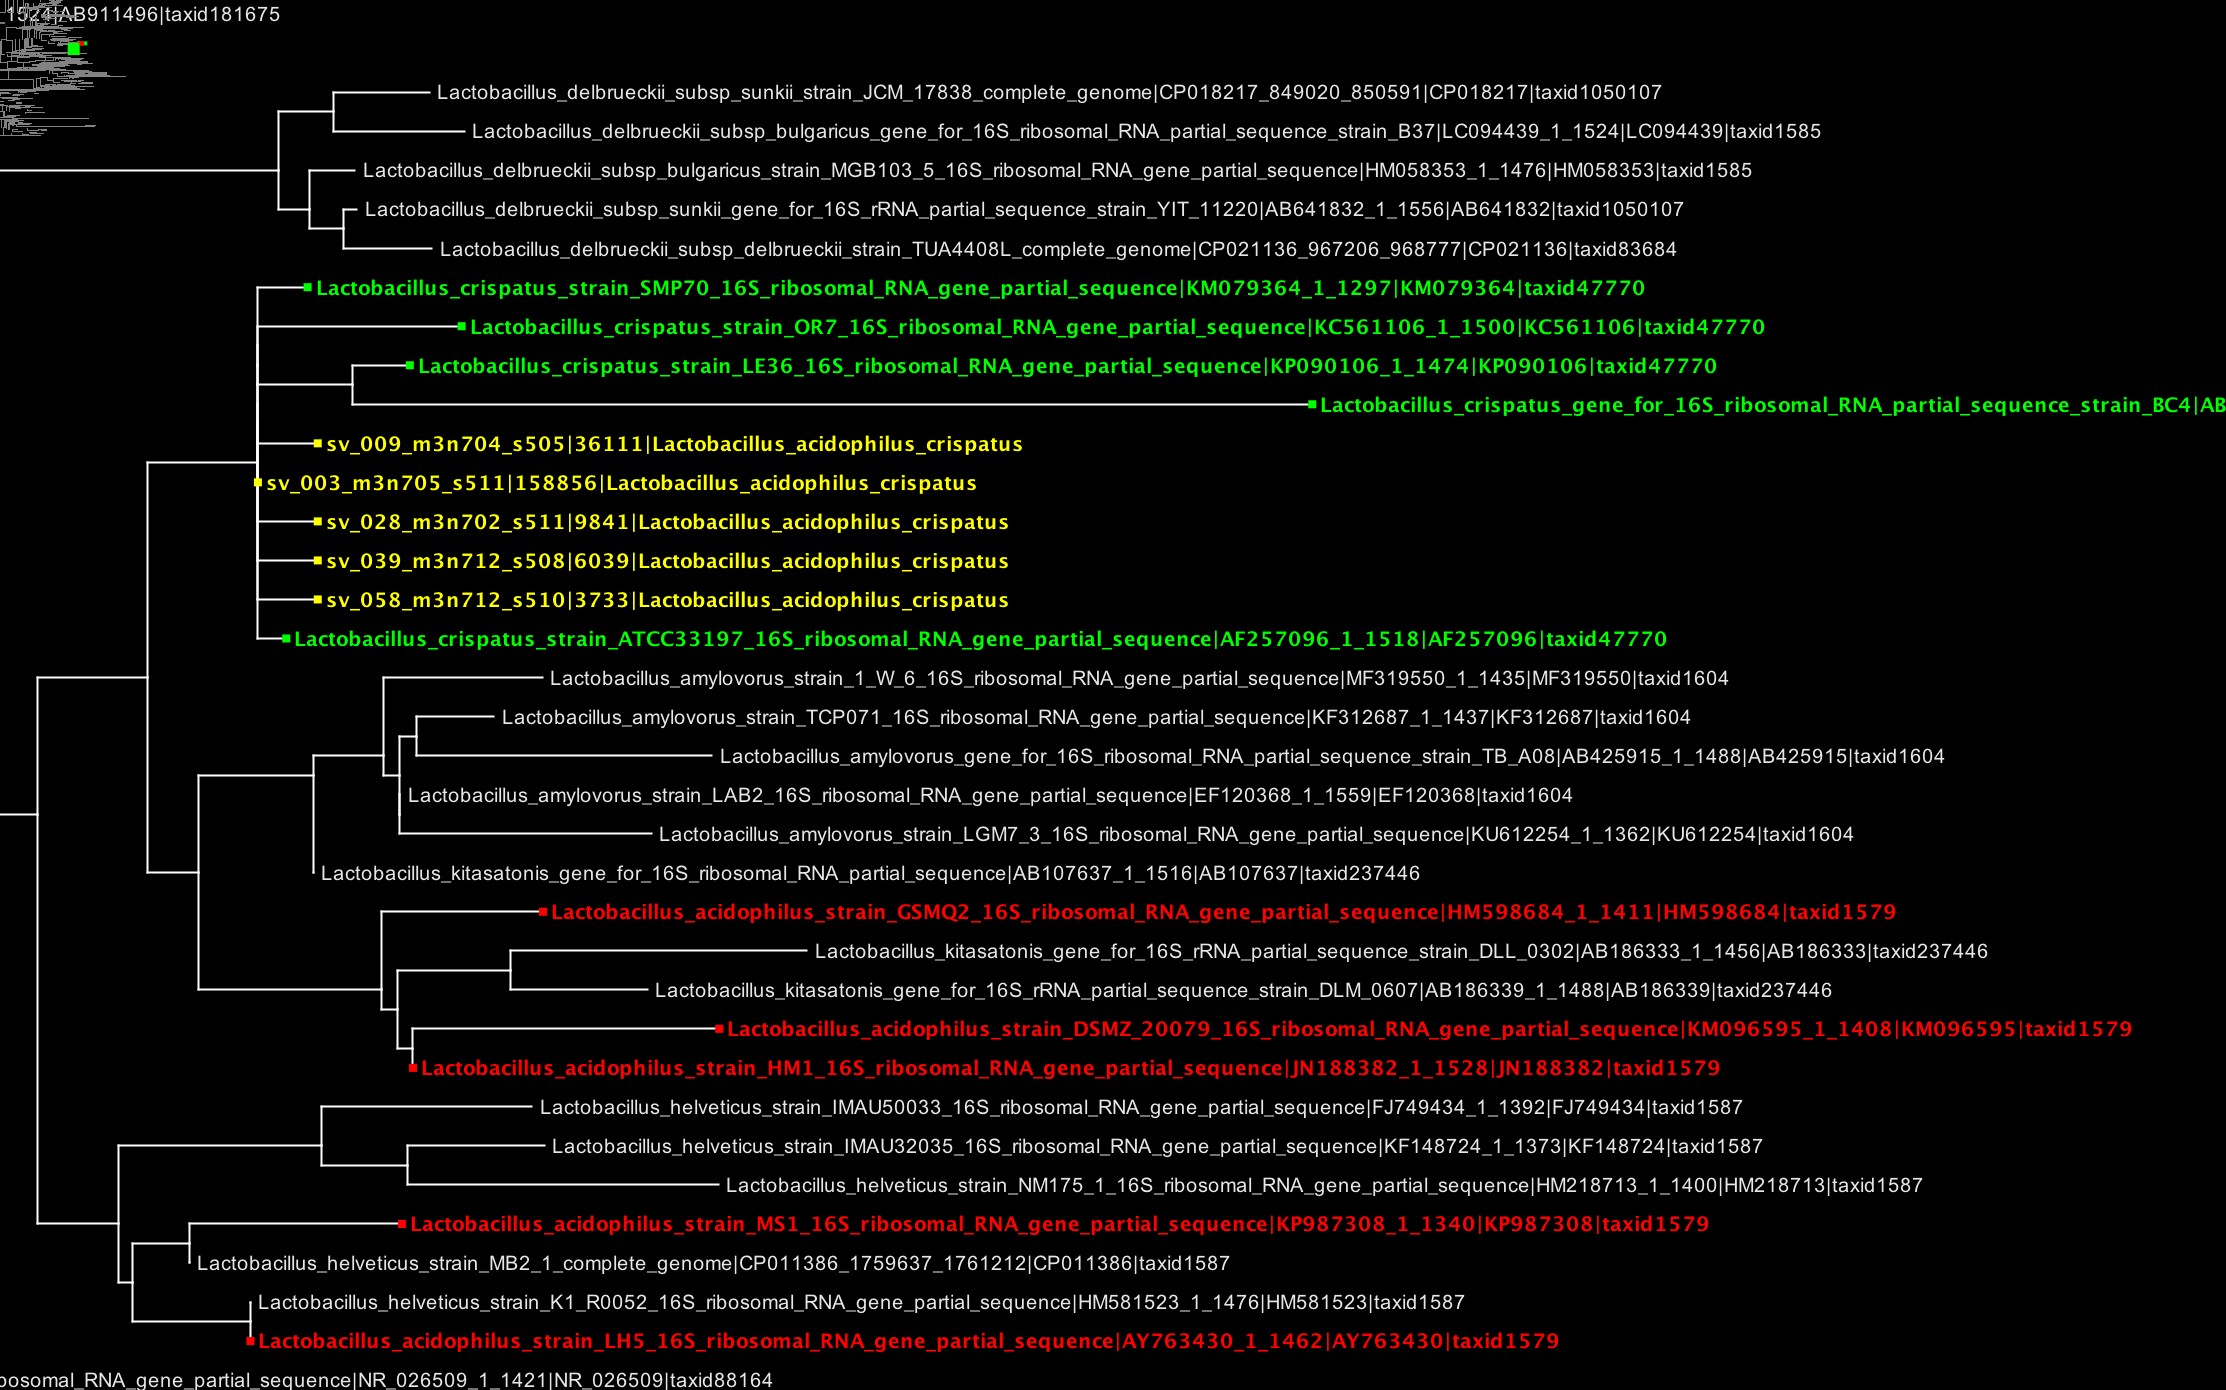 1524|AB911496|taxid181675
Lactobacillus_delbrueckii_subsp_sunkii_strain_JCM_17838_complete_genome|CP018217_849020_850591|CP018217|taxid1050107
Lactobacillus_delbrueckii_subsp_bulgaricus_gene_for_16S_ribosomal_RNA_partial_sequence_strain_B37|LC094439_1_1524|LC094439|taxid1585
Lactobacillus_delbrueckii_subsp_bulgaricus_strain_MGB103_5_16S_ribosomal_RNA_gene_partial_sequence|HM058353_1_1476|HM058353|taxid1585
Lactobacillus_delbrueckii_subsp_sunkii_gene_for_16S_rRNA_partial_sequence_strain_YIT_11220|AB641832_1_1556|AB641832|taxid1050107
Lactobacillus_delbrueckii_subsp_delbrueckii_strain_TUA4408L_complete_genome|CP021136_967206_968777|CP021136|taxid83684
Lactobacillus_crispatus_strain_SMP70_16S_ribosomal_RNA_gene_partial_sequence|KM079364_1_1297|KM079364|taxid47770
Lactobacillus_crispatus_strain_OR7_16S_ribosomal_RNA_gene_partial_sequence|KC561106_1_1500|KC561106|taxid47770
Lactobacillus_crispatus_strain_LE36_16S_ribosomal_RNA_gene_partial_sequence|KP090106_1_1474|KP090106|taxid47770
Lactobacillus_crispatus_gene_for_16S_ribosomal_RNA_partial_sequence_strain_BC4|AB
sv_009_m3n704_s505|36111|Lactobacillus_acidophilus_crispatus
sv_003_m3n705_s511|158856|Lactobacillus_acidophilus_crispatus
sv_028_m3n702_s511|9841|Lactobacillus_acidophilus_crispatus
sv_039_m3n712_s508|6039|Lactobacillus_acidophilus_crispatus
sv_058_m3n712_s510|3733|Lactobacillus_acidophilus_crispatus
Lactobacillus_crispatus_strain_ATCC33197_16S_ribosomal_RNA_gene_partial_sequence|AF257096_1_1518|AF257096|taxid47770
Lactobacillus_amylovorus_strain_1_W_6_16S_ribosomal_RNA_gene_partial_sequence|MF319550_1_1435|MF319550|taxid1604
Lactobacillus_amylovorus_strain_TCP071_16S_ribosomal_RNA_gene_partial_sequence|KF312687_1_1437|KF312687|taxid1604
Lactobacillus_amylovorus_gene_for_16S_ribosomal_RNA_partial_sequence_strain_TB_A08|AB425915_1_1488|AB425915|taxid1604
Lactobacillus_amylovorus_strain_LAB2_16S_ribosomal_RNA_gene_partial_sequence|EF120368_1_1559|EF120368|taxid1604
Lactobacillus_amylovorus_strain_LGM7_3_16S_ribosomal_RNA_gene_partial_sequence|KU612254_1_1362|KU612254|taxid1604
Lactobacillus_kitasatonis_gene_for_16S_ribosomal_RNA_partial_sequence|AB107637_1_1516|AB107637|taxid237446
Lactobacillus_acidophilus_strain_GSMQ2_16S_ribosomal_RNA_gene_partial_sequence|HM598684_1_1411|HM598684|taxid1579
Lactobacillus_kitasatonis_gene_for_16S_rRNA_partial_sequence_strain_DLL_0302|AB186333_1_1456|AB186333|taxid237446
Lactobacillus_kitasatonis_gene_for_16S_rRNA_partial_sequence_strain_DLM_0607|AB186339_1_1488|AB186339|taxid237446
Lactobacillus_acidophilus_strain_DSMZ_20079_16S_ribosomal_RNA_gene_partial_sequence|KM096595_1_1408|KM096595|taxid1579
Lactobacillus_acidophilus_strain_HM1_16S_ribosomal_RNA_gene_partial_sequence|JN188382_1_1528|JN188382|taxid1579
Lactobacillus_helveticus_strain_IMAU50033_16S_ribosomal_RNA_gene_partial_sequence|FJ749434_1_1392|FJ749434|taxid1587
Lactobacillus_helveticus_strain_IMAU32035_16S_ribosomal_RNA_gene_partial_sequence|KF148724_1_1373|KF148724|taxid1587
Lactobacillus_helveticus_strain_NM175_1_16S_ribosomal_RNA_gene_partial_sequence|HM218713_1_1400|HM218713|taxid1587
Lactobacillus_acidophilus_strain_MS1_16S_ribosomal_RNA_gene_partial_sequence|KP987308_1_1340|KP987308|taxid1579
Lactobacillus_helveticus_strain_MB2_1_complete_genome|CP011386_1759637_1761212|CP011386|taxid1587
Lactobacillus_helveticus_strain_K1_R0052_16S_ribosomal_RNA_gene_partial_sequence|HM581523_1_1476|HM581523|taxid1587
Lactobacillus_acidophilus_strain_LH5_16S_ribosomal_RNA_gene_partial_sequence|AY763430_1_1462|AY763430|taxid1579
bosomal_RNA_gene_partial_sequence|NR_026509_1_1421|NR_026509|taxid88164